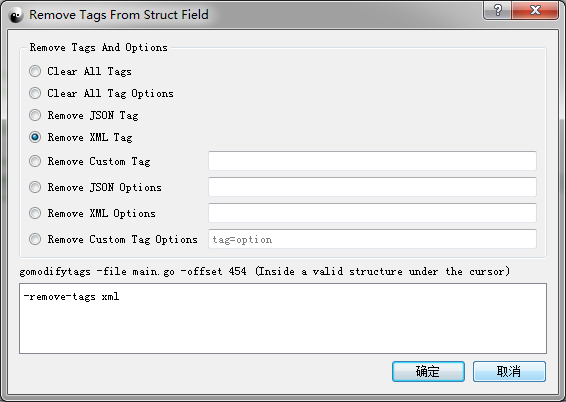 Remove Tags From Struct Field
Remove Tags And Options
Clear All Tags
Clear All Tag Options
Remove JSON Tag
Remove XML Tag
Remove Custom Tag
Remove JSON Options
Remove XML Options
Remove Custom Tag Options tag=option
gomodifytags -file main.go -offset 454 (Inside a valid structure under the cursor)
-remove-tags xml
确定 取消